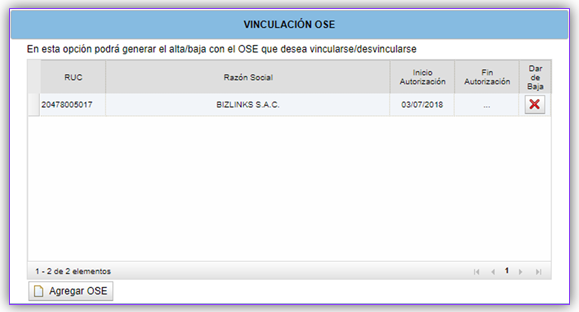 VINCULACIÓN OSE
En esta opción podrá generar el alta/baja con el OSE que desea vincularse/desvincularse
RUC Razón Social Inicio Autorización Fin Autorización Dar de Baja
20478005017 BIZLINKS S.A.C. 03/07/2018 ...
1 - 2 de 2 elementos 1
Agregar OSE